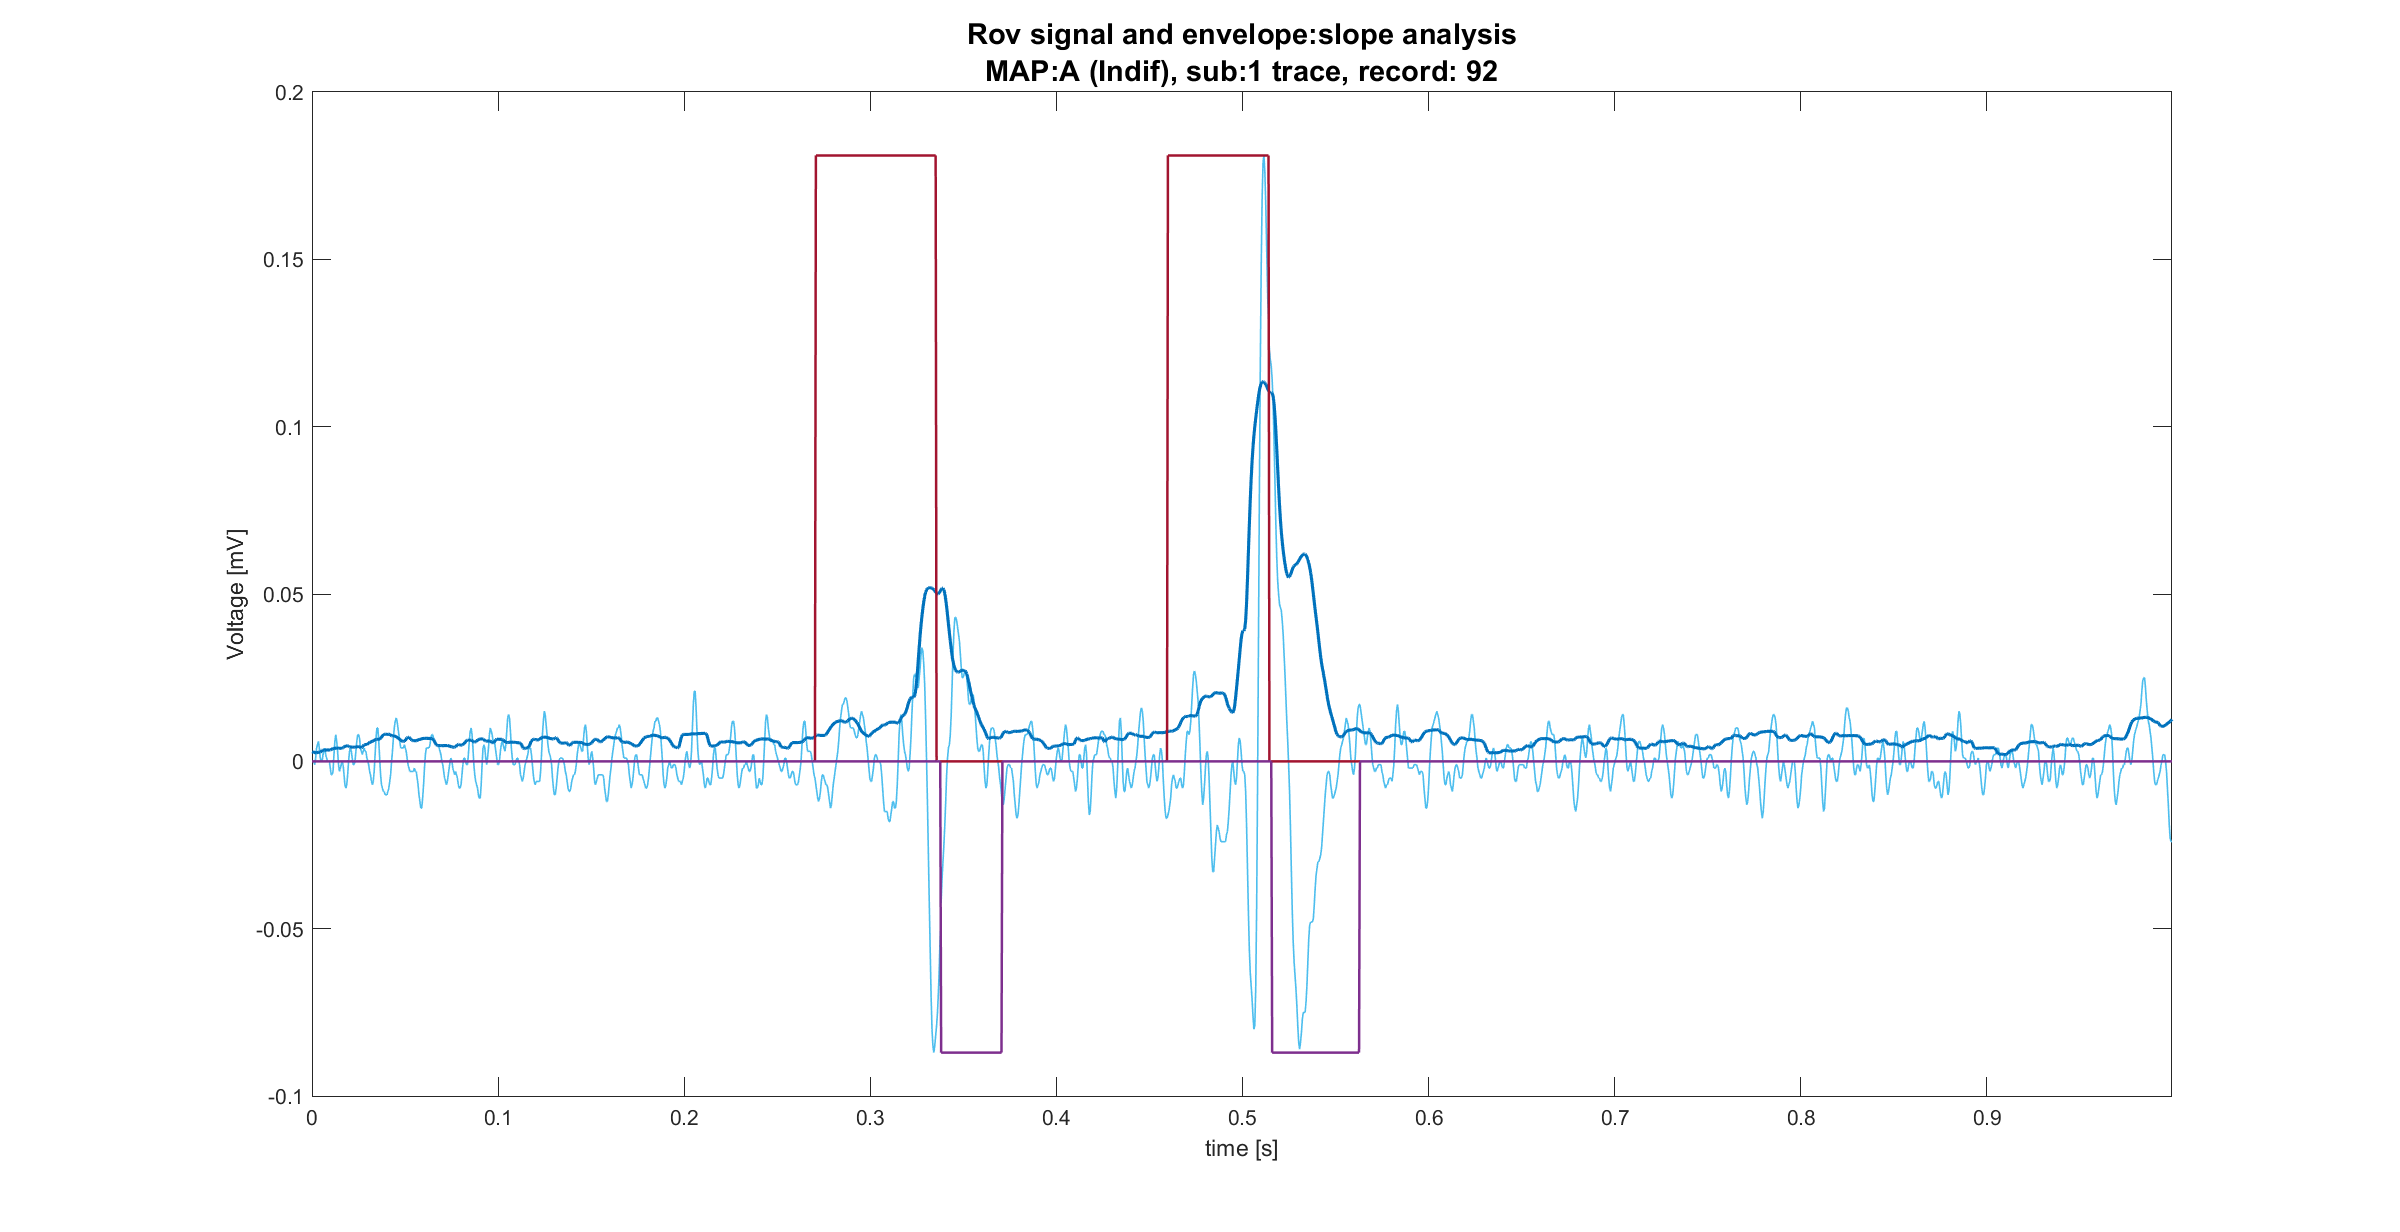 Rov signal and envelope:slope analysis
MAP:A (Indif), sub:1 trace, record: 92
0.2
0.15
0.1
0.05
0
-0.05
-0.1
Voltage [mV]
0 0.1 0.2 0.3 0.4 0.5 0.6 0.7 0.8 0.9
time [s]